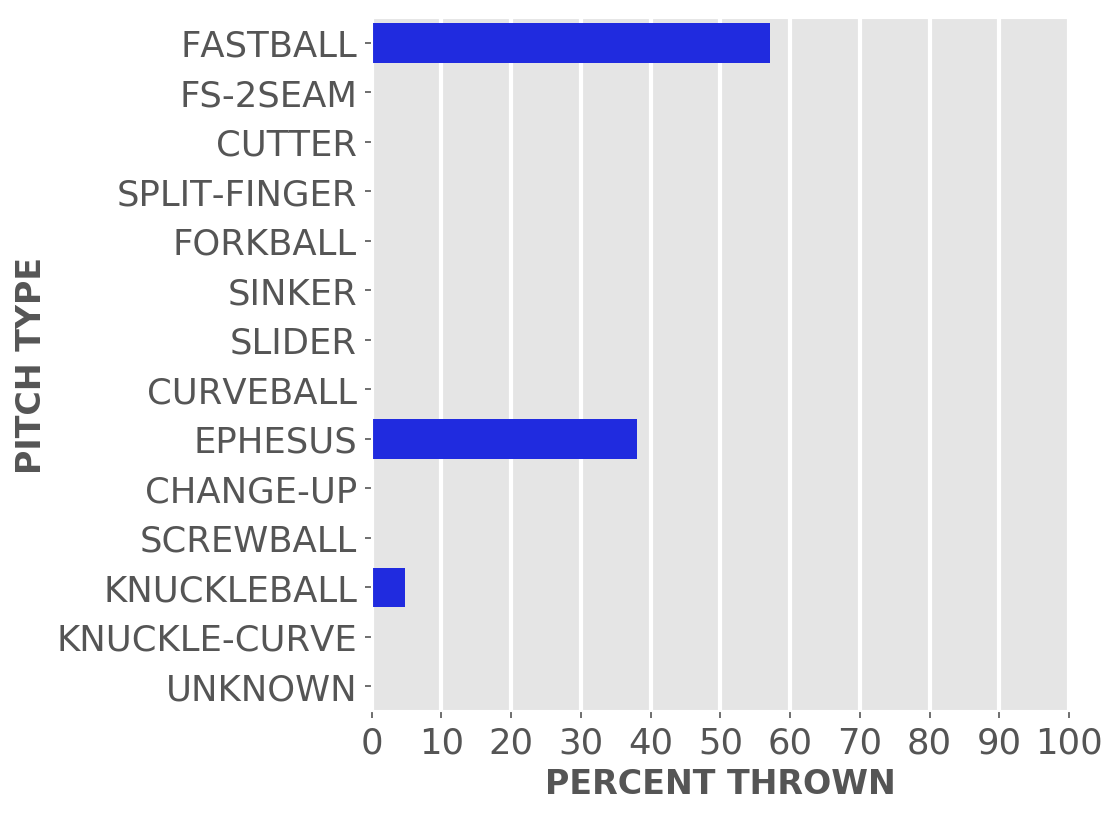 FASTBALL
FS-2SEAM
CUTTER
SPLIT-FINGER
FORKBALL
SINKER
SLIDER
CURVEBALL
EPHESUS
CHANGE-UP
SCREWBALL
KNUCKLEBALL
KNUCKLE-CURVE
UNKNOWN
PITCH TYPE
0 10 20 30 40 50 60 70 80 90 100
PERCENT THROWN